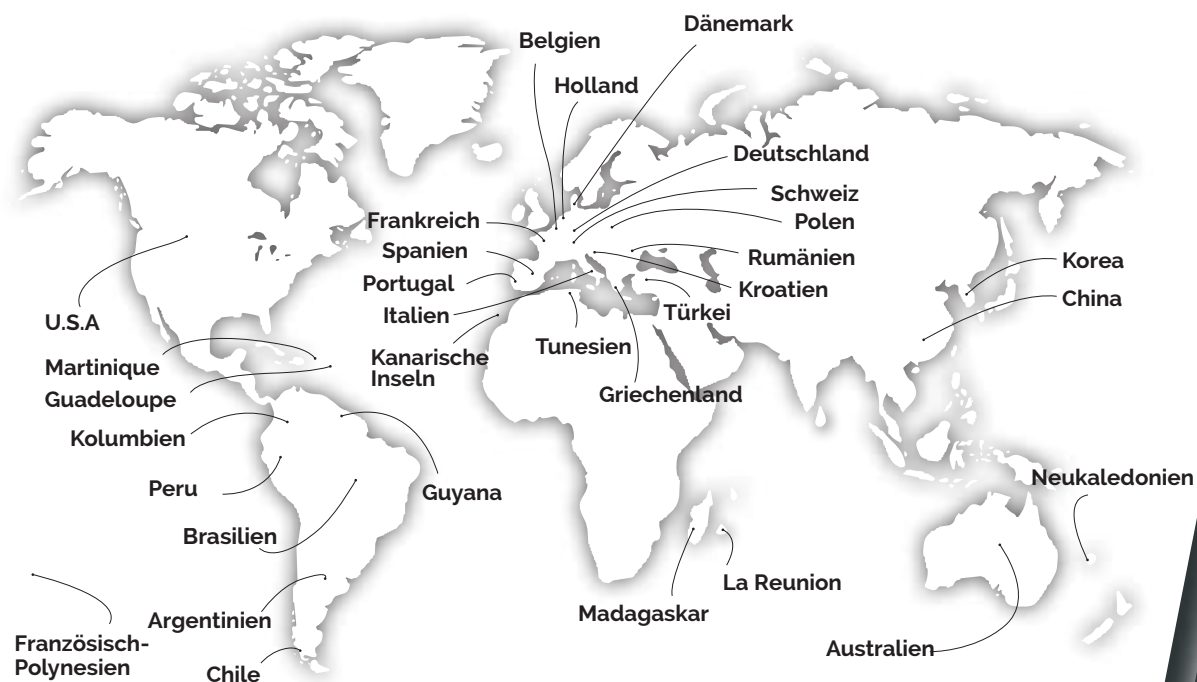 Dänemark
Belgien
Holland
Deutschland
Schweiz
Frankreich
Polen
Spanien
Rumänien
Korea
Portugal
Kroatien
China
Italien
Türkei
U.S.A
Tunesien
Kanarische
Inseln
Martinique
Griechenland
Guadeloupe
Kolumbien
Neukaledonien
Peru
Guyana
Brasilien
La Reunion
Madagaskar
Argentinien
Französisch-
Polynesien
Australien
Chile